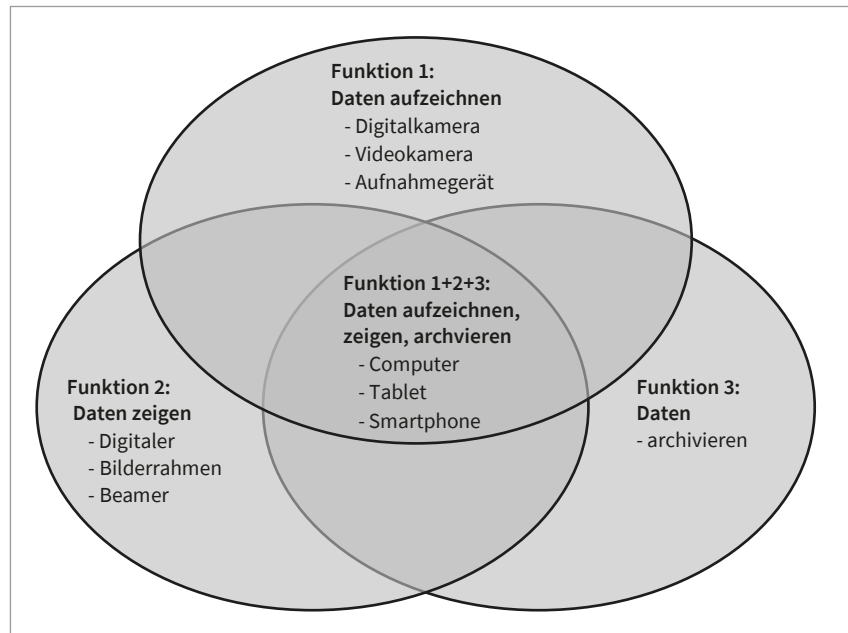 Funktion 1:
Daten aufzeichnen
- Digitalkamera
- Videokamera
- Aufnahmegerät
Funktion 1+2+3:
Daten aufzeichnen,
zeigen, archvieren
- Computer
- Tablet
- Smartphone
Funktion 2:
Daten zeigen
- Digitaler
- Bilderrahmen
- Beamer
Funktion 3:
Daten
- archivieren